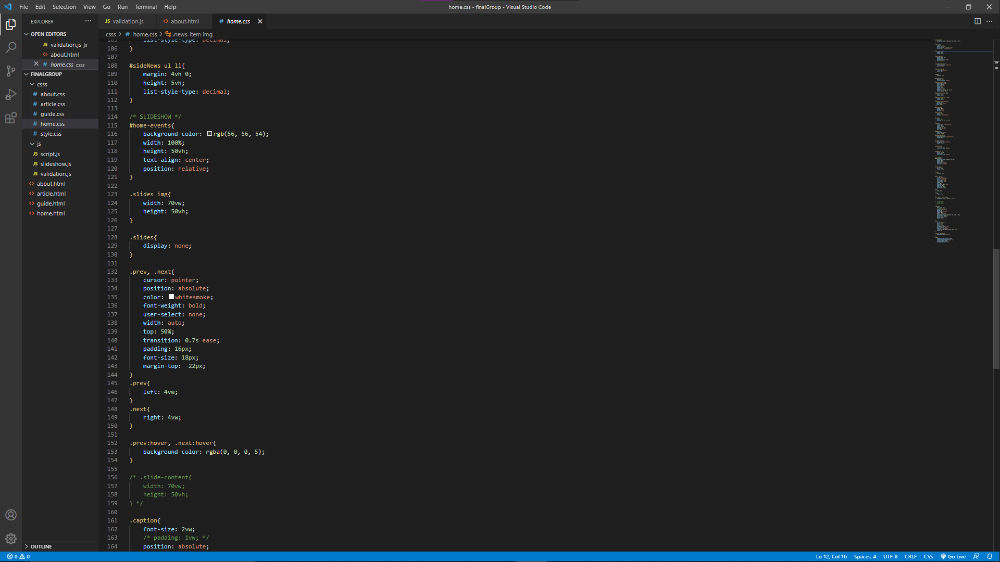 File Edit Selection View Go Run Terminal Help
home.css - finalGroup - Visual Studio Code
EXPLORER
OPEN EDITORS
JS validation.js js
about.html
# home.css csss
FINALGROUP
csss
# about.css
# article.css
# guide.css
# home.css
# style.css
js
JS script.js
JS slideshow.js
JS validation.js
about.html
article.html
guide.html
home.html
OUTLINE
JS validation.js
about.html
# home.css
csss > # home.css > .news-item img
105 list-style-type: decimal;
106 }
107
108 #sideNews ul li{
109 margin: 4vh 0;
110 height: 5vh;
111 list-style-type: decimal;
112 }
113
114 /* SLIDESHOW */
115 #home-events{
116 background-color: rgb(56, 56, 54);
117 width: 100%;
118 height: 50vh;
119 text-align: center;
120 position: relative;
121 }
122
123 .slides img{
124 width: 70vw;
125 height: 50vh;
126 }
127
128 .slides{
129 display: none;
130 }
131
132 .prev, .next{
133 cursor: pointer;
134 position: absolute;
135 color: whitesmoke;
136 font-weight: bold;
137 user-select: none;
138 width: auto;
139 top: 50%;
140 transition: 0.7s ease;
141 padding: 16px;
142 font-size: 18px;
143 margin-top: -22px;
144 }
145 .prev{
146 left: 4vw;
147 }
148 .next{
149 right: 4vw;
150 }
151
152 .prev:hover, .next:hover{
153 background-color: rgba(0, 0, 0, 5);
154 }
155
156 /* .slide-content{
157 width: 70vw;
158 height: 50vh;
159 } */
160
161 .caption{
162 font-size: 2vw;
163 /* padding: 1vw; */
164 position: absolute;
0 0
Ln 12, Col 16 Spaces: 4 UTF-8 CRLF CSS Go Live